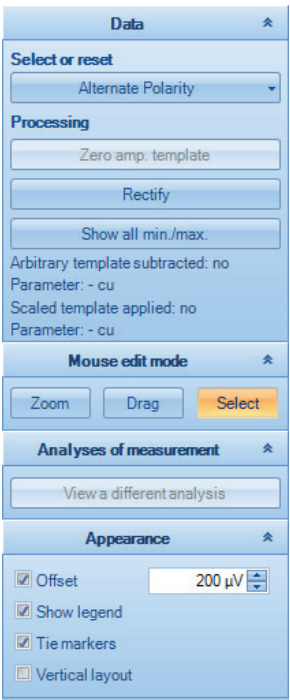 Data
Select or reset
Alternate Polarity
Processing
Zero amp. template
Rectify
Show all min./max.
Arbitrary template subtracted: no
Parameter: - cu
Scaled template applied: no
Parameter: - cu
Mouse edit mode
Zoom Drag Select
Analyses of measurement
View a different analysis
Appearance
Offset 200 µV
Show legend
Tie markers
Vertical layout